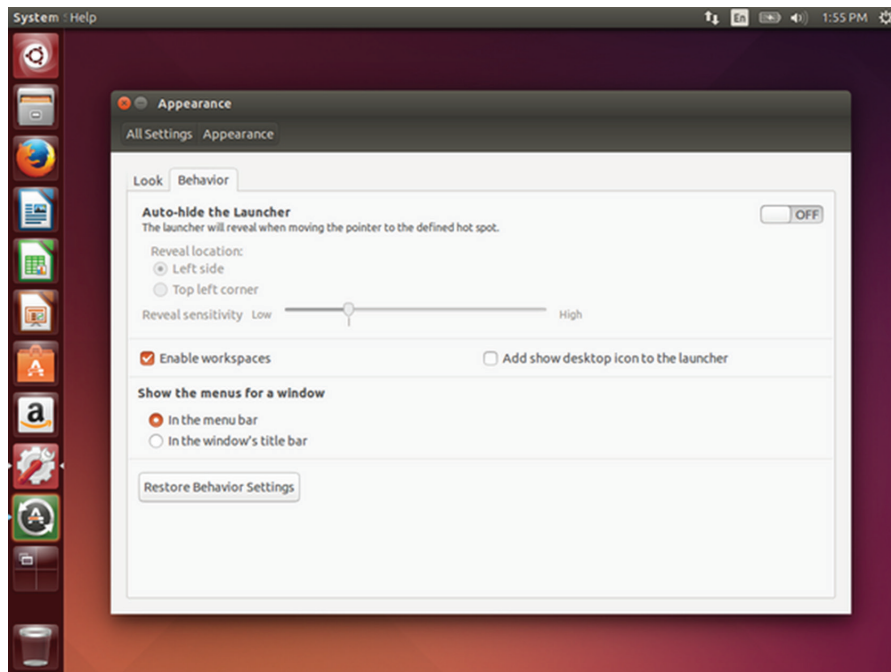 System Help
En
1:55 PM
Appearance
All Settings Appearance
Look Behavior
Auto-hide the Launcher
OFF
The launcher will reveal when moving the pointer to the defined hot spot.
Reveal location:
Left side
Top left corner
Reveal sensitivity Low High
Enable workspaces Add show desktop icon to the launcher
Show the menus for a window
In the menu bar
In the window's title bar
Restore Behavior Settings